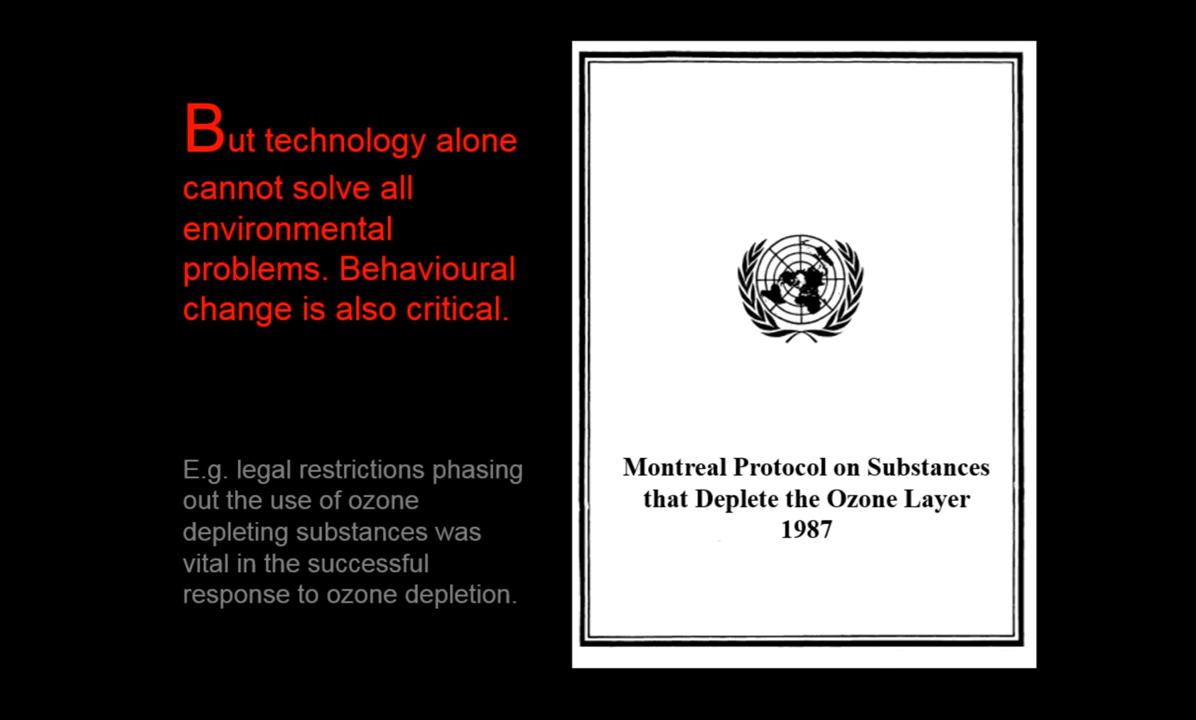 But technology alone
cannot solve all
environmental
problems. Behavioural
change is also critical.
E.g. legal restrictions phasing
out the use of ozone
depleting substances was
vital in the successful
response to ozone depletion.
Montreal Protocol on Substances
that Deplete the Ozone Layer
1987